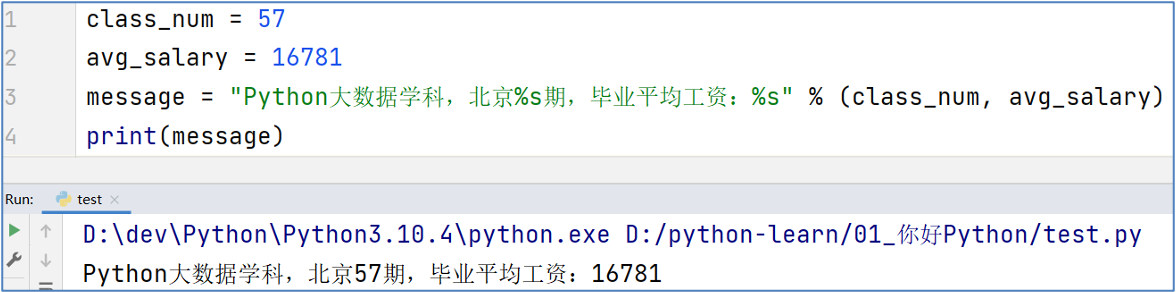 1 class_num = 57
2 avg_salary = 16781
3 message = "Python大数据学科，北京%s期，毕业平均工资：%s" % (class_num, avg_salary)
4 print(message)
Run: test ×
D:\dev\Python\Python3.10.4\python.exe D:/python-learn/01_你好Python/test.py
Python大数据学科，北京57期，毕业平均工资：16781